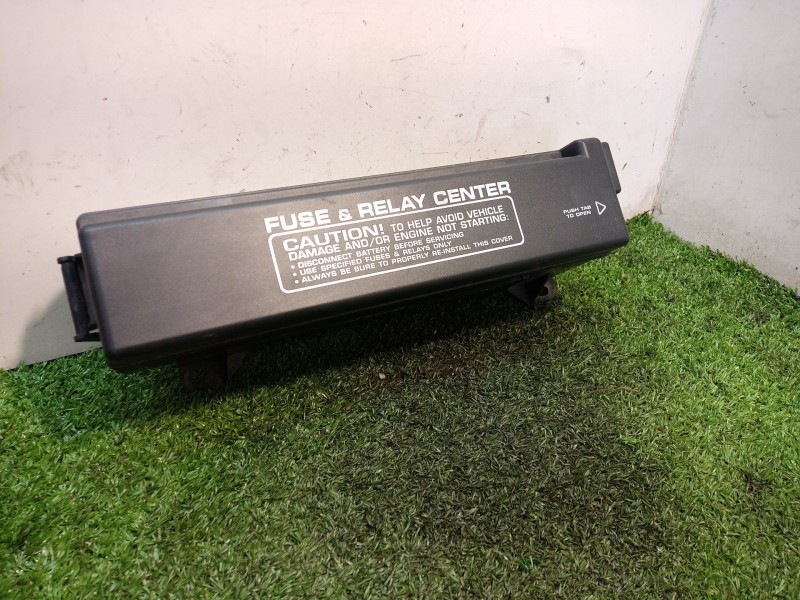 FUSE & RELAY CENTER
CAUTION! TO HELP AVOID VEHICLE
DAMAGE AND/OR ENGINE NOT STARTING:
• DISCONNECT BATTERY BEFORE SERVICING
• USE SPECIFIED FUSES & RELAYS ONLY
• ALWAYS BE SURE TO PROPERLY RE-INSTALL THIS COVER
PUSH TAB
TO OPEN